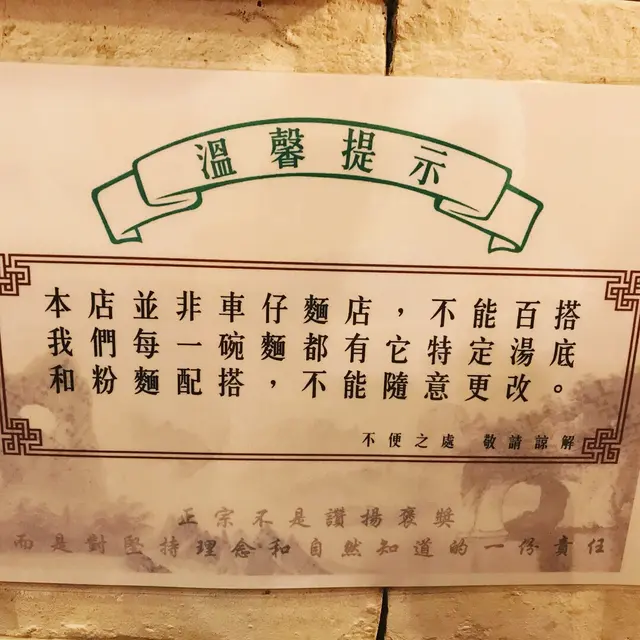 溫馨提示
本店並非車仔麵店，不能百搭
我們每一碗麵都有它特定湯底
和粉麵配搭，不能隨意更改。
不便之處 敬請諒解
正宗不是讚揚褒獎
而是對堅持理念和自然知道的一份責任